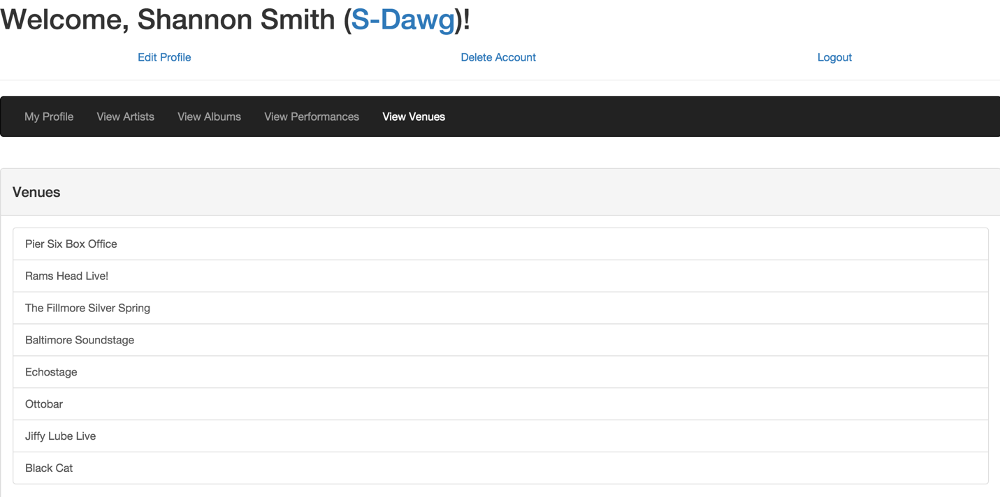 Welcome, Shannon Smith (S-Dawg)!
Edit Profile Delete Account Logout
My Profile View Artists View Albums View Performances View Venues
Venues
Pier Six Box Office
Rams Head Live!
The Fillmore Silver Spring
Baltimore Soundstage
Echostage
Ottobar
Jiffy Lube Live
Black Cat